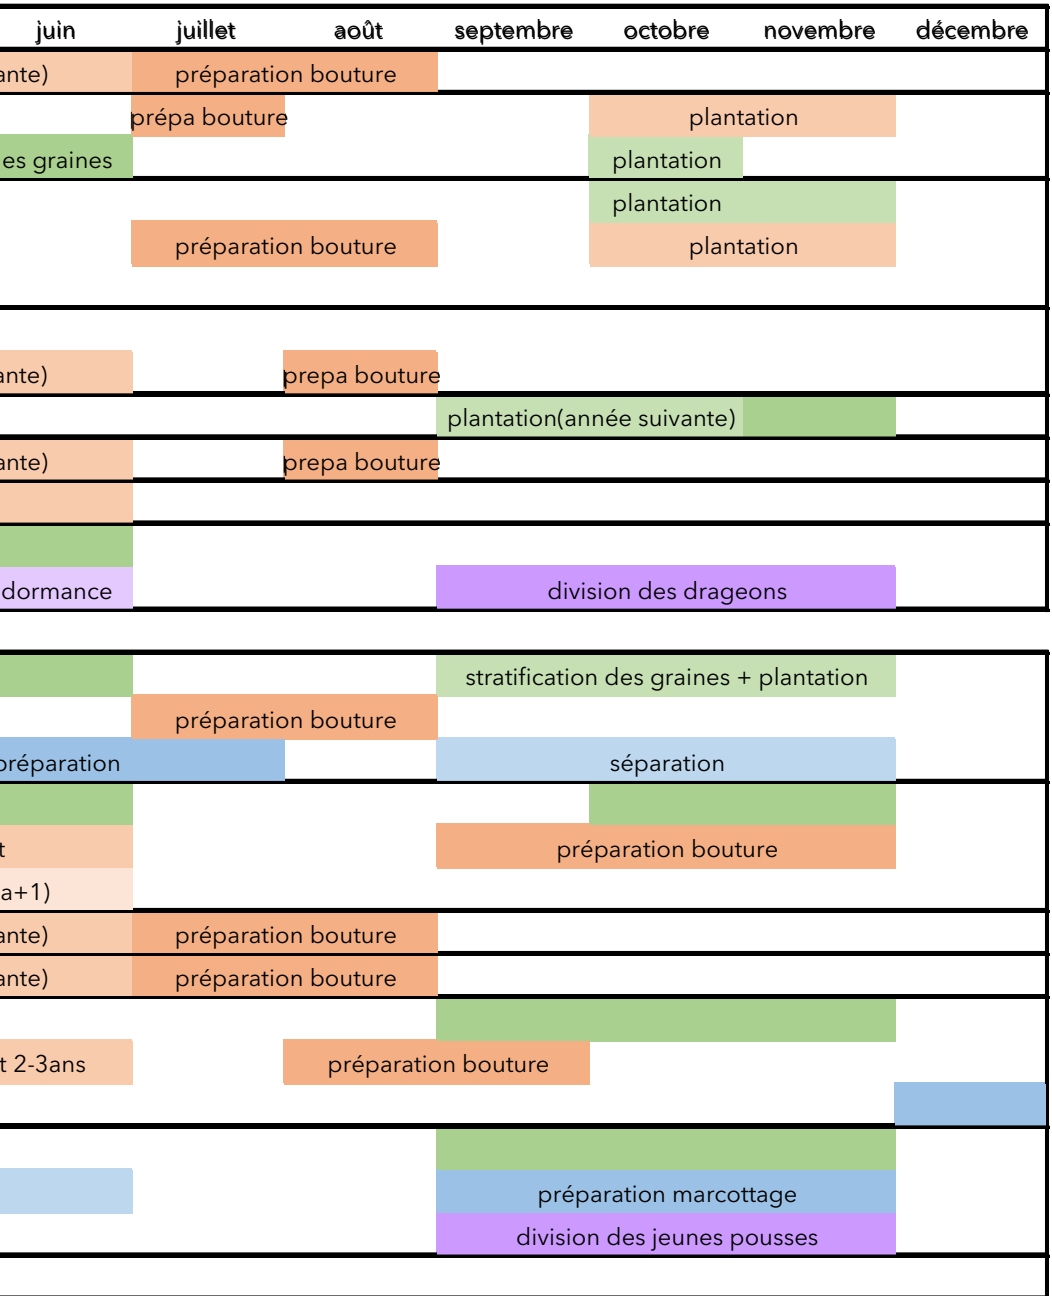 juin juillet août septembre octobre novembre décembre
ante) préparation bouture
prépa bouture plantation
es graines plantation
plantation
préparation bouture plantation
ante) prepa bouture
plantation(année suivante)
ante) prepa bouture
dormance division des drageons
stratification des graines + plantation
préparation bouture
préparation séparation
t préparation bouture
a+1)
ante) préparation bouture
ante) préparation bouture
t 2-3ans préparation bouture
préparation marcottage
division des jeunes pousses